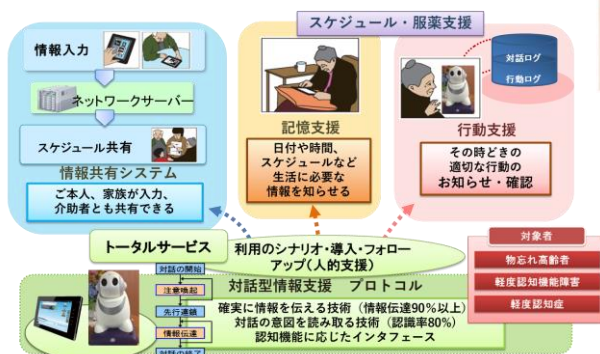 スケジュール・服薬支援
情報入力
ネットワークサーバー
スケジュール共有
情報共有システム
ご本人、家族が入力、
介助者とも共有できる
記憶支援
日付や時間、
スケジュールなど
生活に必要な
情報を知らせる
対話ログ
行動ログ
行動支援
その時どきの
適切な行動の
お知らせ・確認
トータルサービス
利用のシナリオ・導入・フォロー
アップ(人的支援)
対象者
物忘れ高齢者
軽度認知機能障害
軽度認知症
対話型情報支援 プロトコル
対話の開始
注意喚起
先行連鎖
情報伝達
対話の終了
確実に情報を伝える技術(情報伝達90%以上)
対話の意図を読み取る技術(認識率80%)
認知機能に応じたインタフェース